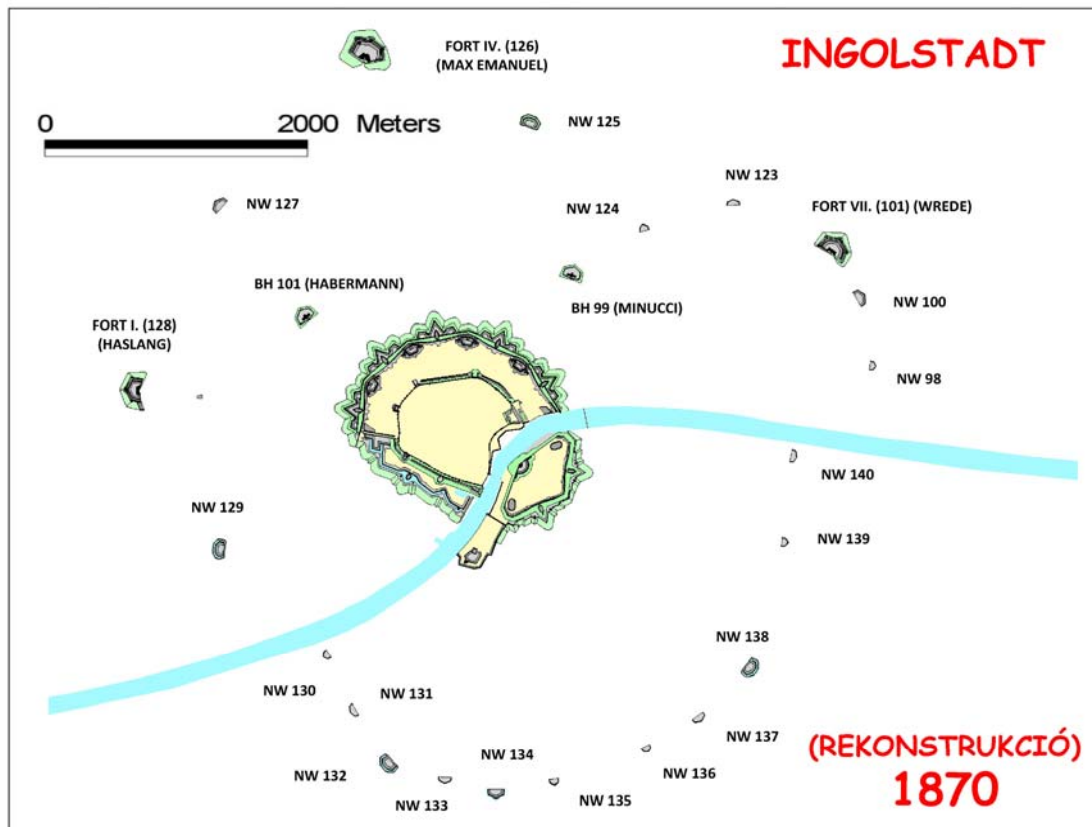 FORT IV. (126)
(MAX EMANUEL)
INGOLSTADT
0 2000 Meters
NW 125
NW 123
NW 127
NW 124
FORT VII. (101) (WREDE)
BH 101 (HABERMANN)
BH 99 (MINUCCI)
NW 100
FORT I. (128)
(HASLANG)
NW 98
NW 140
NW 129
NW 139
NW 138
NW 130
NW 131
NW 137
NW 132
NW 134
NW 136
NW 133
NW 135
(REKONSTRUKCIÓ)
1870